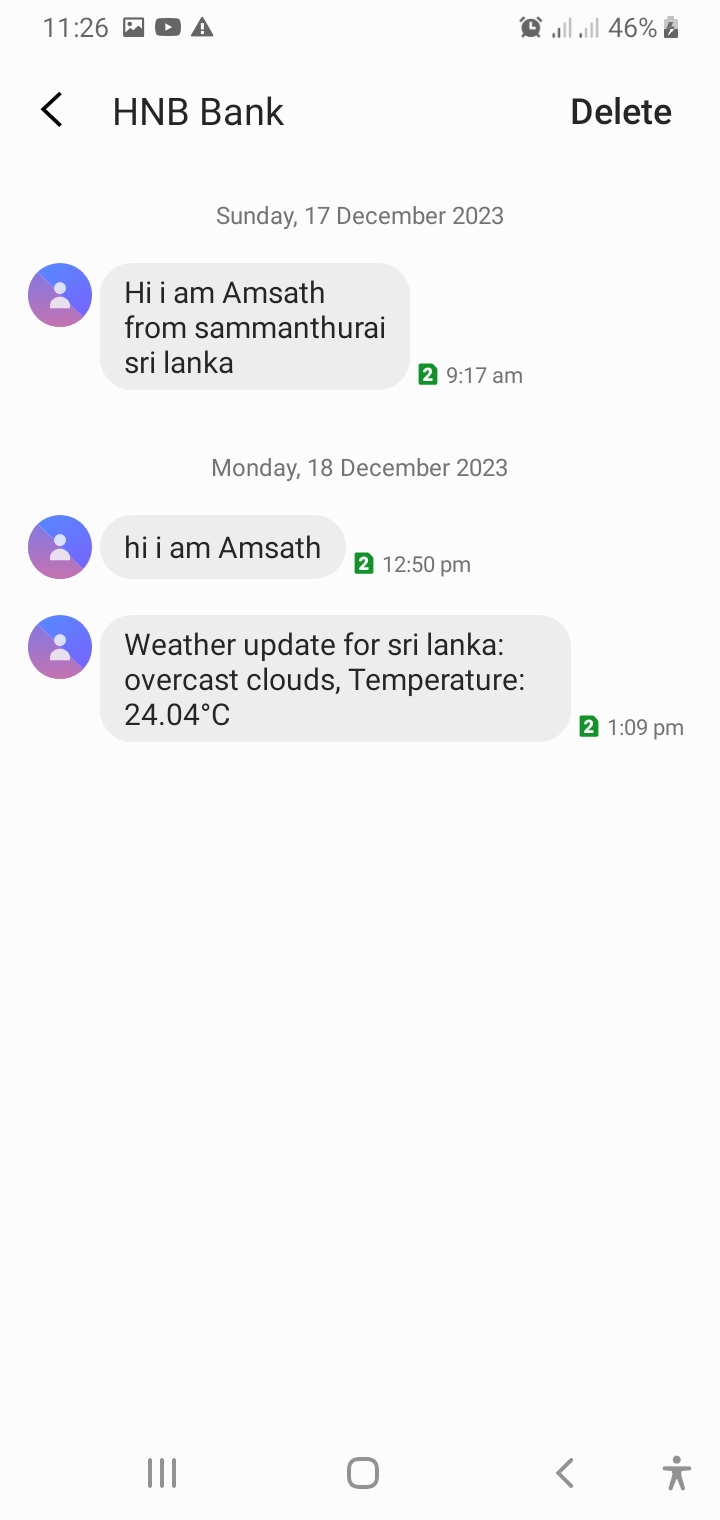 11:26 46%
HNB Bank Delete
Sunday, 17 December 2023
Hi i am Amsath
from sammanthurai
sri lanka
2 9:17 am
Monday, 18 December 2023
hi i am Amsath
2 12:50 pm
Weather update for sri lanka:
overcast clouds, Temperature:
24.04°C
2 1:09 pm